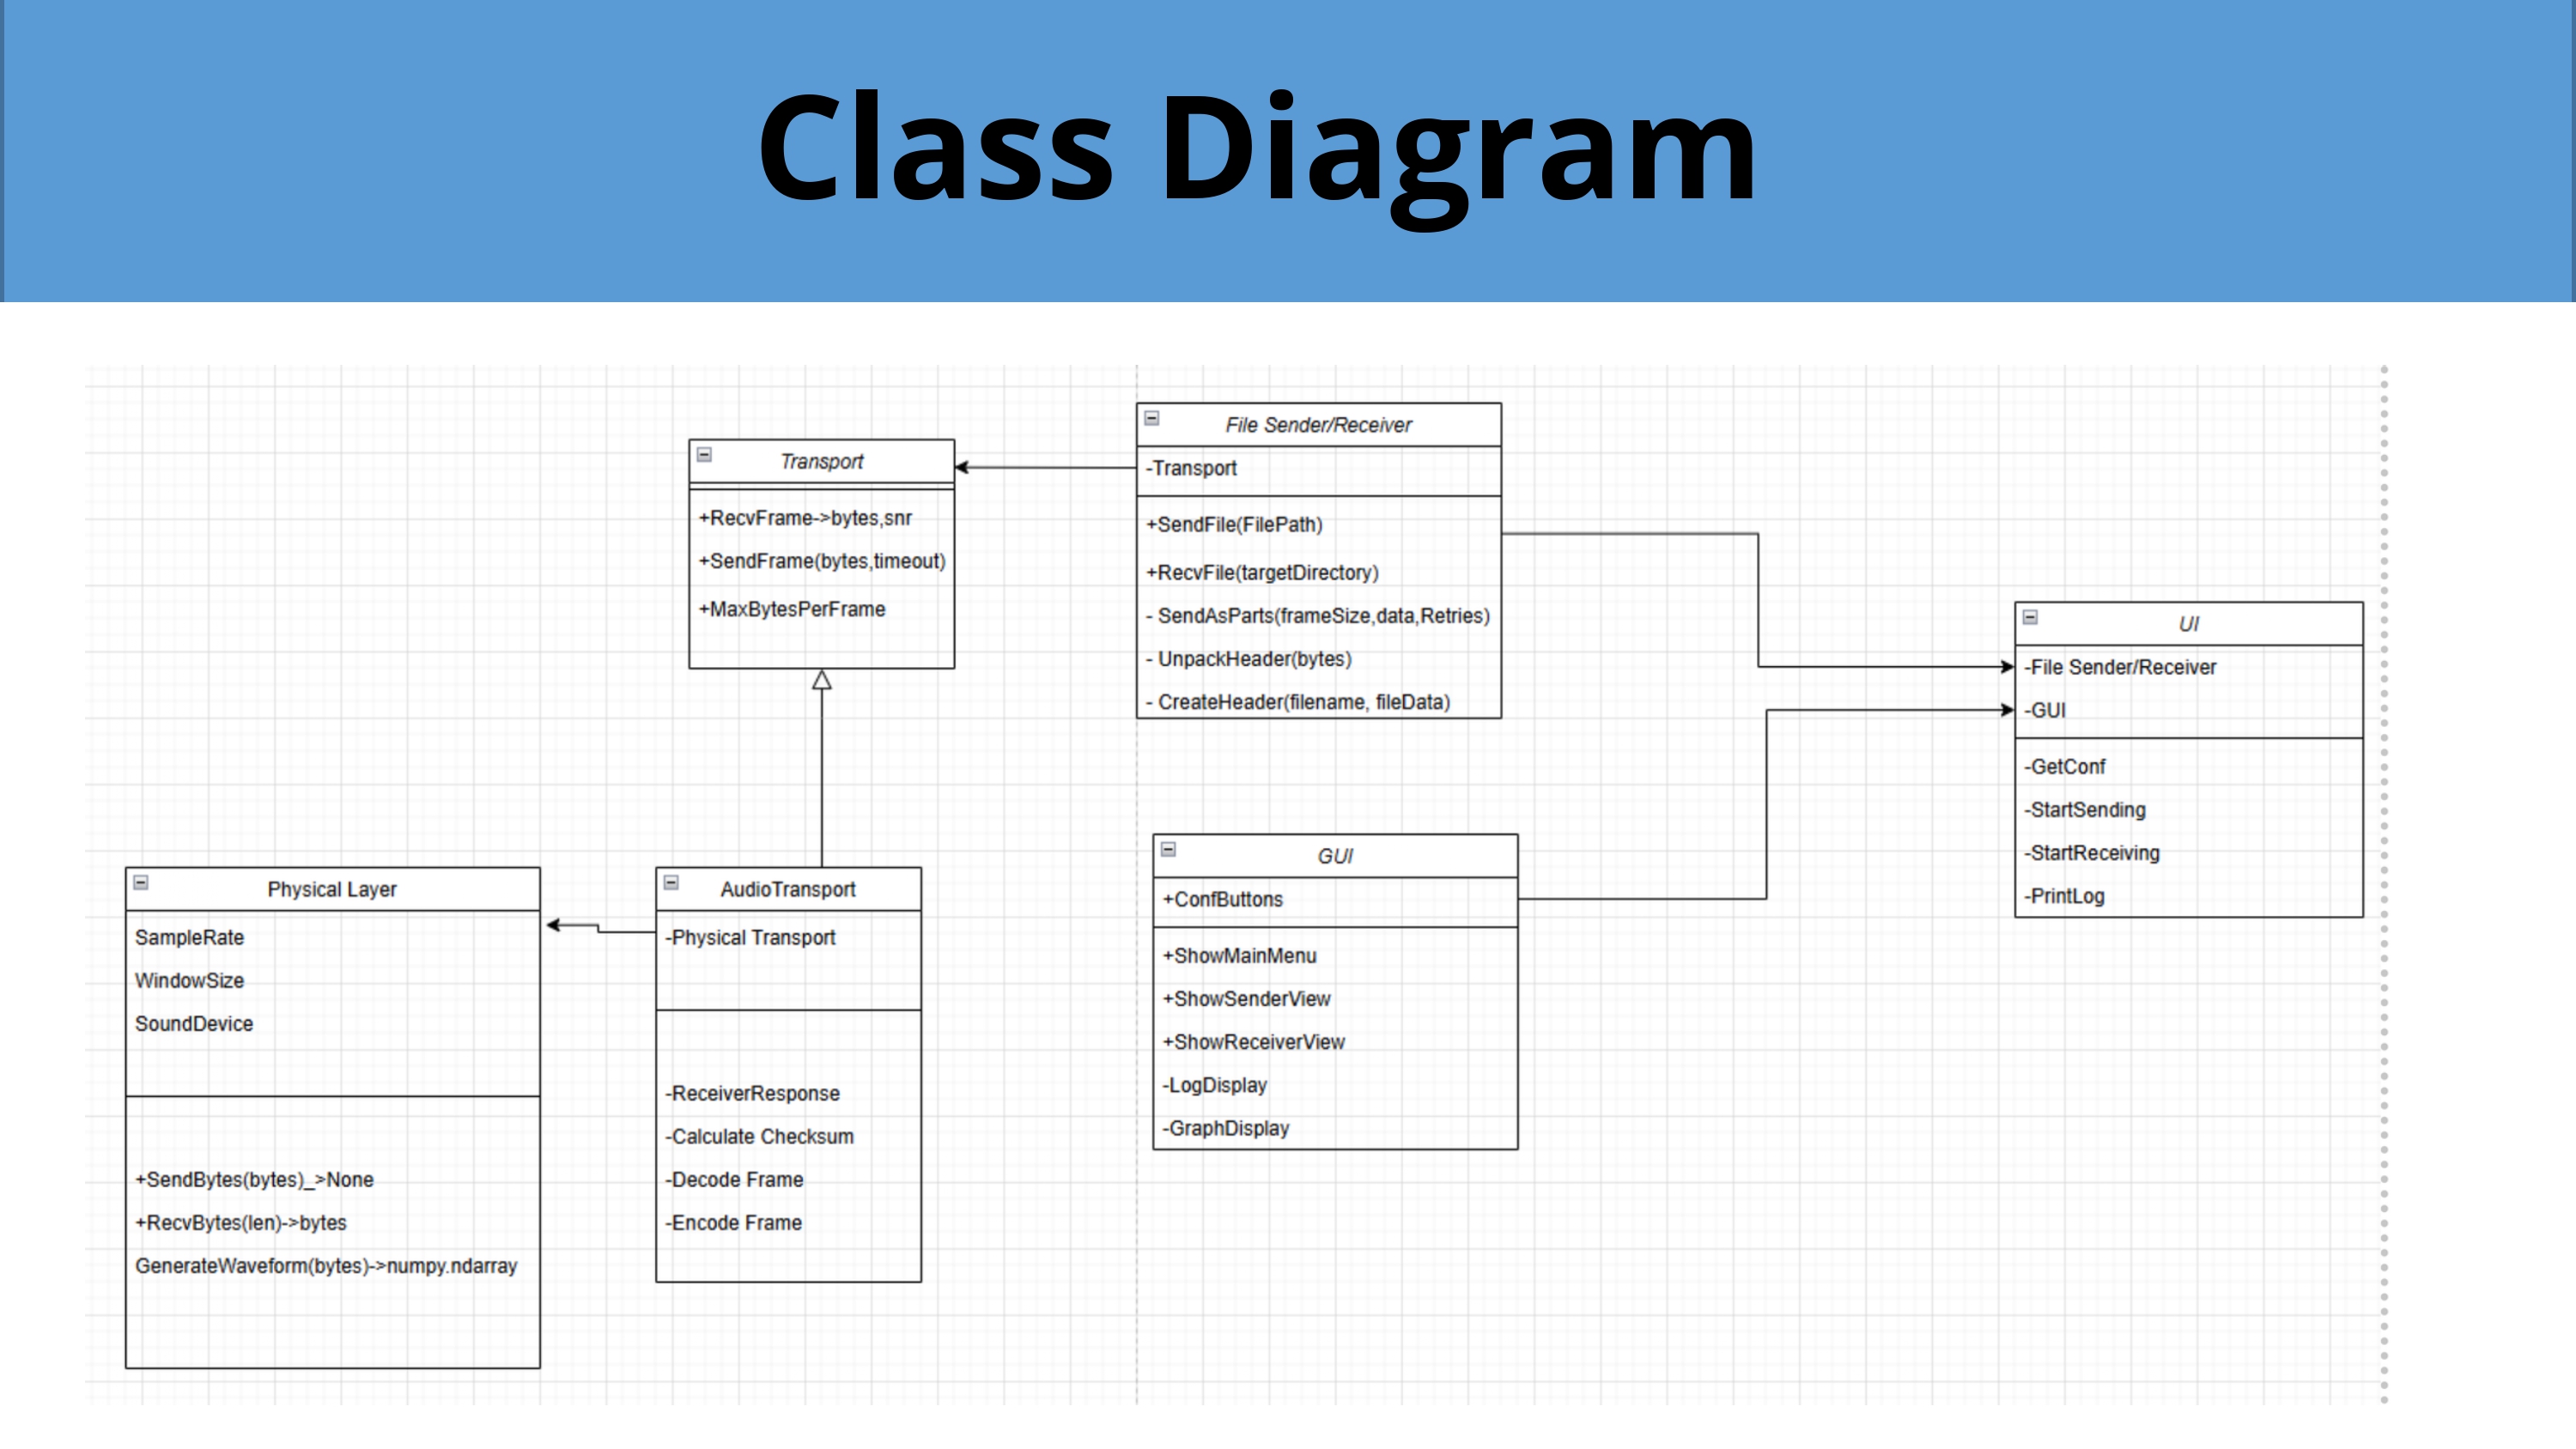 Class Diagram
Transport
+RecvFrame->bytes,snr
+SendFrame(bytes,timeout)
+MaxBytesPerFrame
File Sender/Receiver
-Transport
+SendFile(FilePath)
+RecvFile(targetDirectory)
- SendAsParts(frameSize,data,Retries)
- UnpackHeader(bytes)
- CreateHeader(filename, fileData)
UI
-File Sender/Receiver
-GUI
-GetConf
-StartSending
-StartReceiving
-PrintLog
Physical Layer
SampleRate
WindowSize
SoundDevice
+SendBytes(bytes)_>None
+RecvBytes(len)->bytes
GenerateWaveform(bytes)->numpy.ndarray
AudioTransport
-Physical Transport
-ReceiverResponse
-Calculate Checksum
-Decode Frame
-Encode Frame
GUI
+ConfButtons
+ShowMainMenu
+ShowSenderView
+ShowReceiverView
-LogDisplay
-GraphDisplay